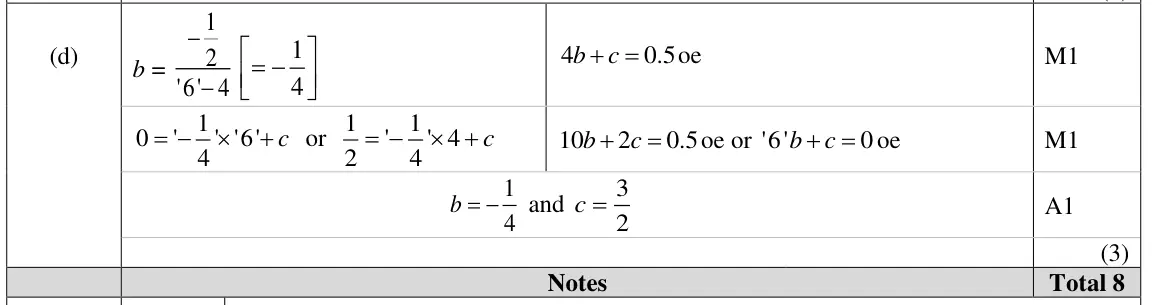 (d) b = (−1/2)/('6'−4) [= −1/4] 4b + c = 0.5 oe M1
0 = '−1/4'×'6'+c or 1/2 = '−1/4'×4+c 10b + 2c = 0.5 oe or '6'b + c = 0 oe M1
b = −1/4 and c = 3/2 A1
(3)
Notes Total 8